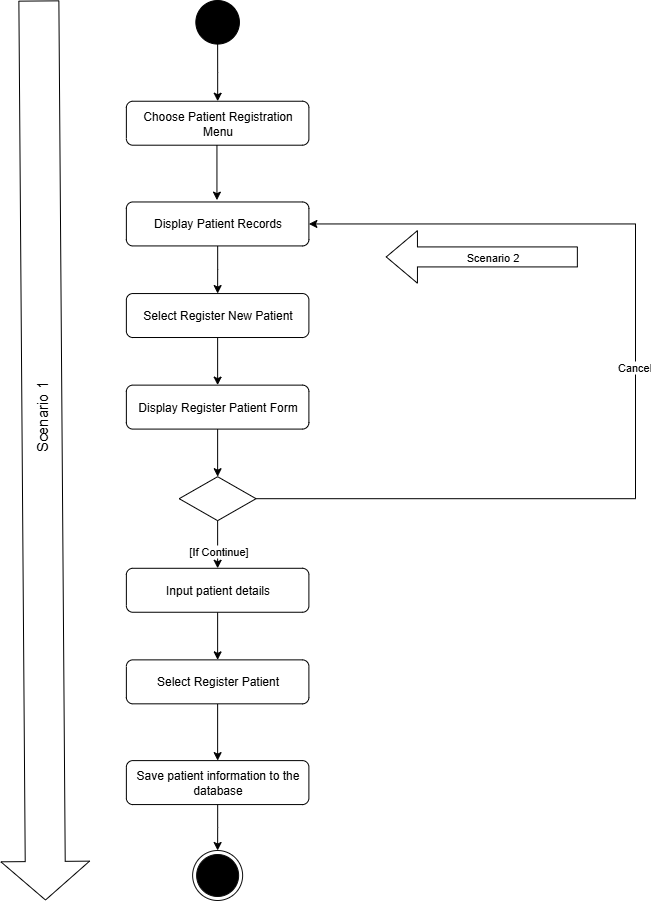 Choose Patient Registration
Menu
Display Patient Records
Scenario 2
Select Register New Patient
Cancel
Scenario 1
Display Register Patient Form
[If Continue]
Input patient details
Select Register Patient
Save patient information to the
database